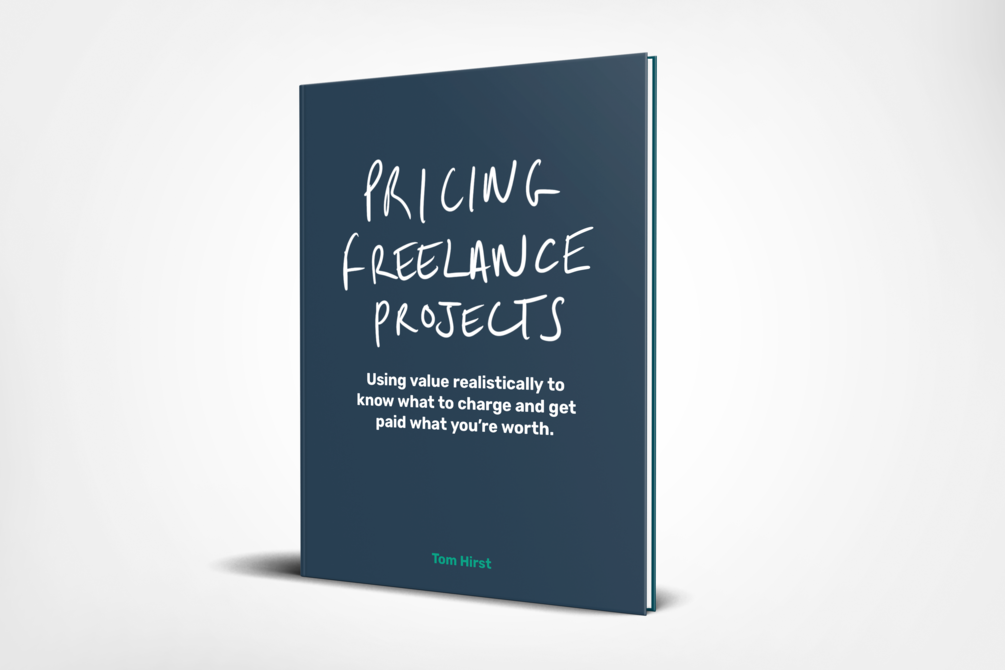 PRICING
FREELANCE
PROJECTS
Using value realistically to
know what to charge and get
paid what you're worth.
Tom Hirst